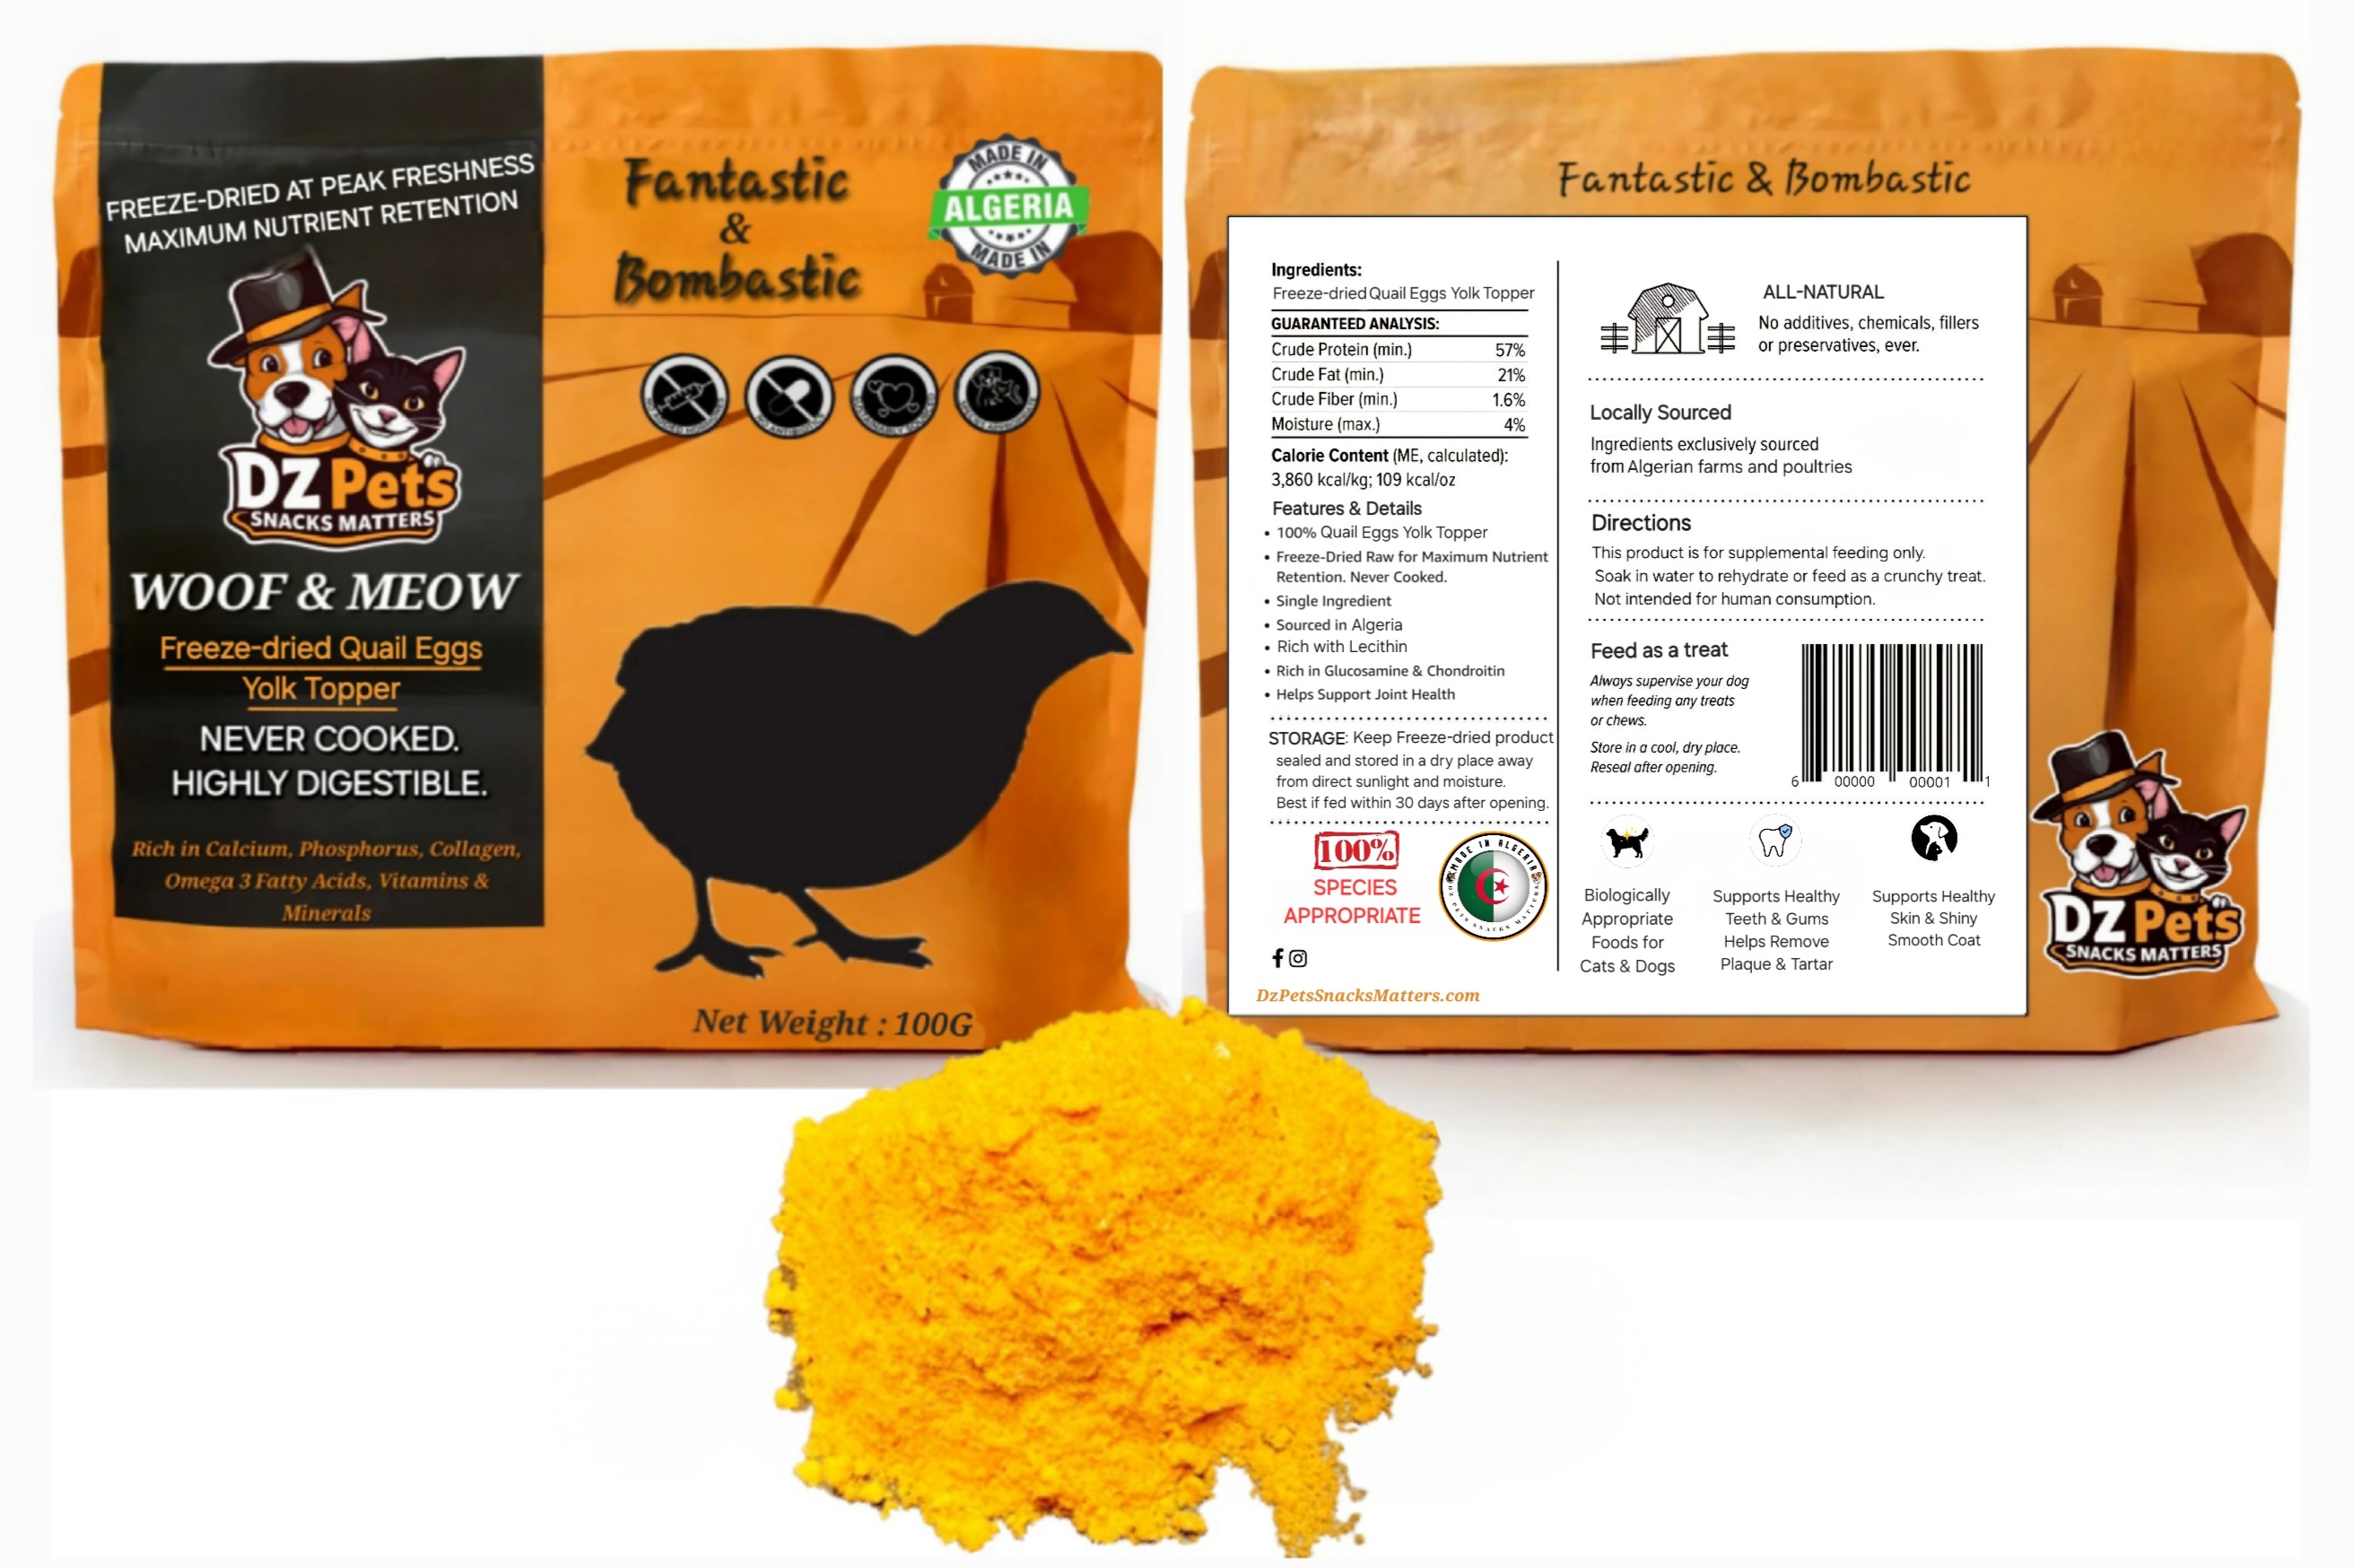 FREEZE-DRIED AT PEAK FRESHNESS
MAXIMUM NUTRIENT RETENTION
DZ Pets
SNACKS MATTERS
WOOF & MEOW
Freeze-dried Quail Eggs
Yolk Topper
NEVER COOKED.
HIGHLY DIGESTIBLE.
Rich in Calcium, Phosphorus, Collagen,
Omega 3 Fatty Acids, Vitamins &
Minerals
Fantastic
&
Bombastic
MADE IN
ALGERIA
MADE IN
Net Weight : 100G
Fantastic & Bombastic
Ingredients:
Freeze-dried Quail Eggs Yolk Topper
GUARANTEED ANALYSIS:
Crude Protein (min.) 57%
Crude Fat (min.) 21%
Crude Fiber (min.) 1.6%
Moisture (max.) 4%
Calorie Content (ME, calculated):
3,860 kcal/kg; 109 kcal/oz
Features & Details
• 100% Quail Eggs Yolk Topper
• Freeze-Dried Raw for Maximum Nutrient
Retention. Never Cooked.
• Single Ingredient
• Sourced in Algeria
• Rich with Lecithin
• Rich in Glucosamine & Chondroitin
• Helps Support Joint Health
STORAGE: Keep Freeze-dried product
sealed and stored in a dry place away
from direct sunlight and moisture.
Best if fed within 30 days after opening.
100%
SPECIES
APPROPRIATE
MADE IN ALGERIA
DzPetsSnacksMatters.com
ALL-NATURAL
No additives, chemicals, fillers
or preservatives, ever.
Locally Sourced
Ingredients exclusively sourced
from Algerian farms and poultries
Directions
This product is for supplemental feeding only.
Soak in water to rehydrate or feed as a crunchy treat.
Not intended for human consumption.
Feed as a treat
Always supervise your dog
when feeding any treats
or chews.
Store in a cool, dry place.
Reseal after opening.
6 00000 00001 1
Biologically
Appropriate
Foods for
Cats & Dogs
Supports Healthy
Teeth & Gums
Helps Remove
Plaque & Tartar
Supports Healthy
Skin & Shiny
Smooth Coat
DZ Pets
SNACKS MATTERS